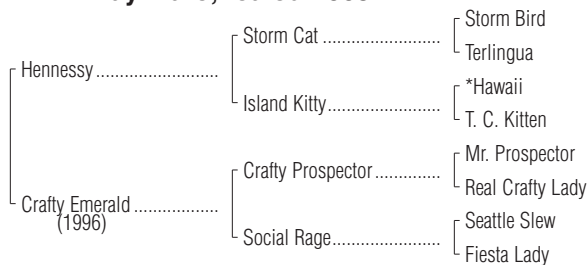 Storm Bird
Storm Cat ........................
Terlingua
Hennessy ................................
*Hawaii
Island Kitty..............................
T. C. Kitten
Mr. Prospector
Crafty Prospector ................
Real Crafty Lady
Crafty Emerald ......................
(1996)
Seattle Slew
Social Rage............................
Fiesta Lady